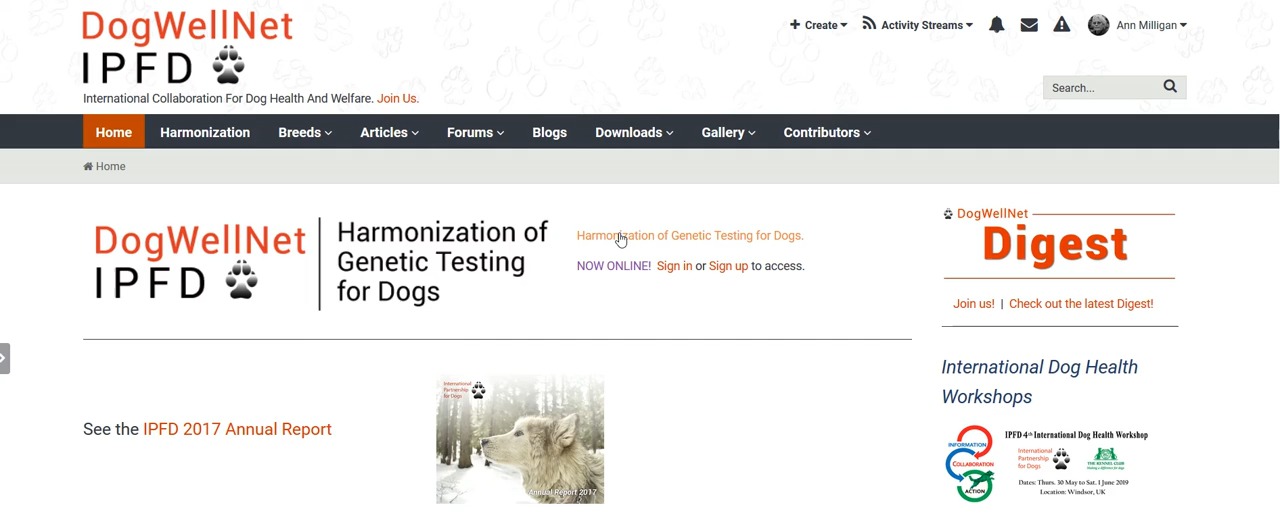 DogWellNet
IPFD
International Collaboration For Dog Health And Welfare. Join Us.
Create
Activity Streams
Ann Milligan
Search...
Home
Harmonization
Breeds
Articles
Forums
Blogs
Downloads
Gallery
Contributors
Home
DogWellNet
IPFD
Harmonization of
Genetic Testing
for Dogs
Harmonization of Genetic Testing for Dogs.
NOW ONLINE! Sign in or Sign up to access.
See the IPFD 2017 Annual Report
International
Partnership
for Dogs
Annual Report 2017
DogWellNet
Digest
Join us! | Check out the latest Digest!
International Dog Health
Workshops
INFORMATION
COLLABORATION
ACTION
IPFD 4th International Dog Health Workshop
International
Partnership
for Dogs
THE KENNEL CLUB
Making a difference for dogs
Dates: Thurs. 30 May to Sat. 1 June 2019
Location: Windsor, UK